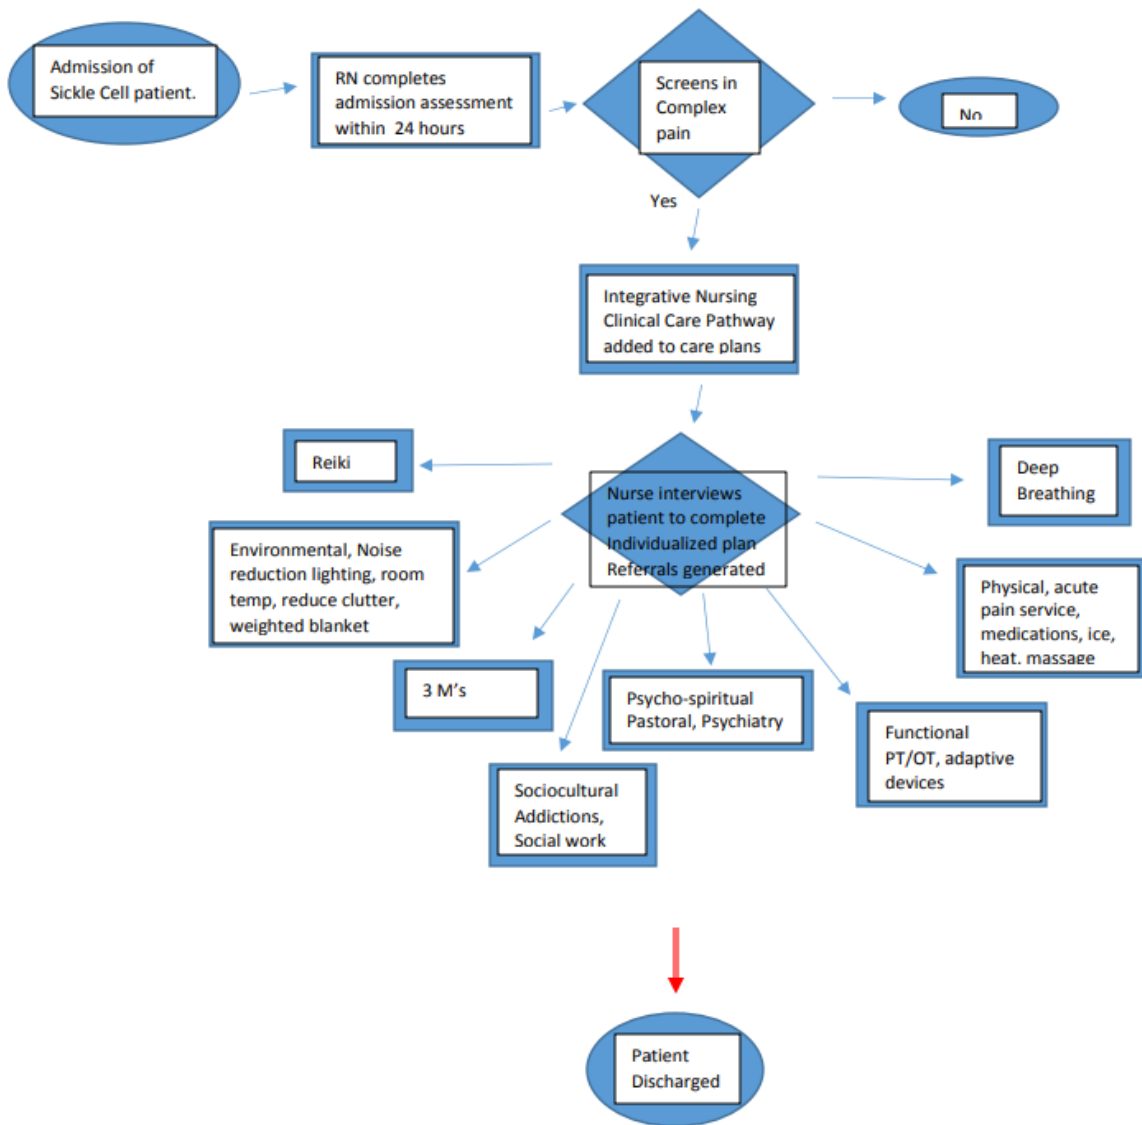 Admission of
Sickle Cell patient.
RN completes
admission assessment
within 24 hours
Screens in
Complex
pain
No
Yes
Integrative Nursing
Clinical Care Pathway
added to care plans
Reiki
Nurse interviews
patient to complete
Individualized plan
Referrals generated
Deep
Breathing
Environmental, Noise
reduction lighting, room
temp, reduce clutter,
weighted blanket
Physical, acute
pain service,
medications, ice,
heat, massage
3 M's
Psycho-spiritual
Pastoral, Psychiatry
Functional
PT/OT, adaptive
devices
Sociocultural
Addictions,
Social work
Patient
Discharged